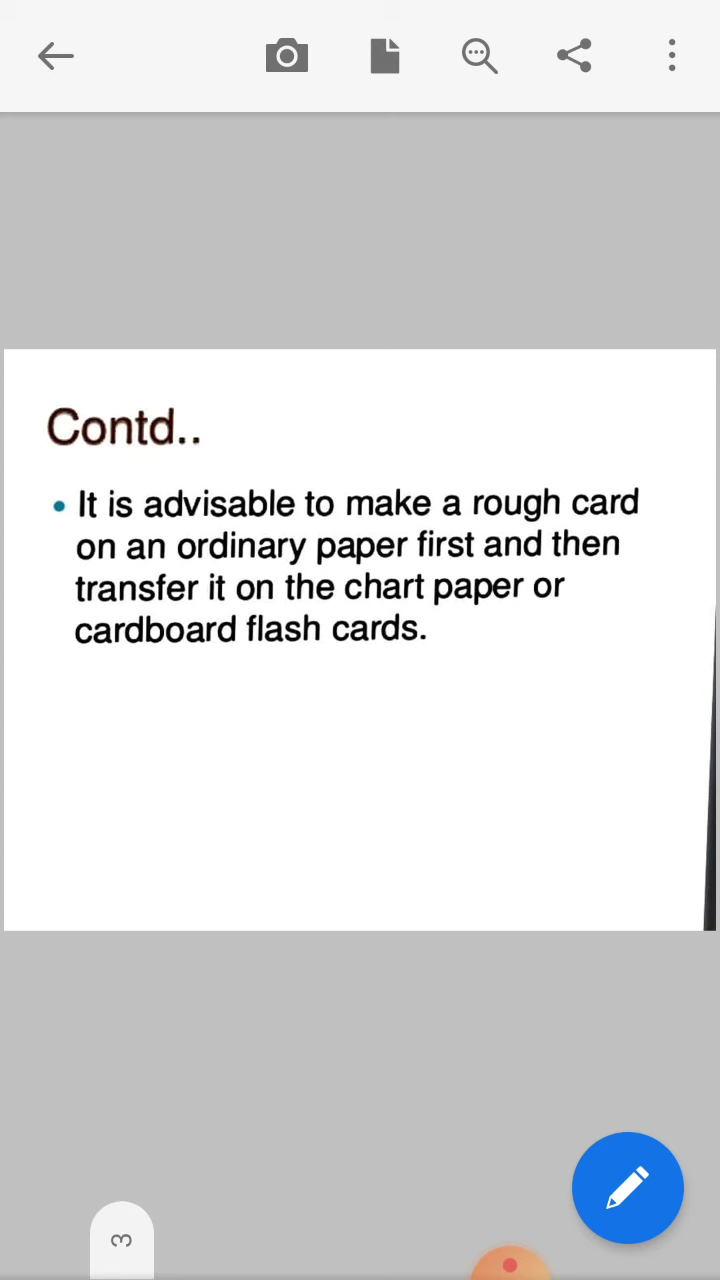 Contd..
• It is advisable to make a rough card
on an ordinary paper first and then
transfer it on the chart paper or
cardboard flash cards.
3